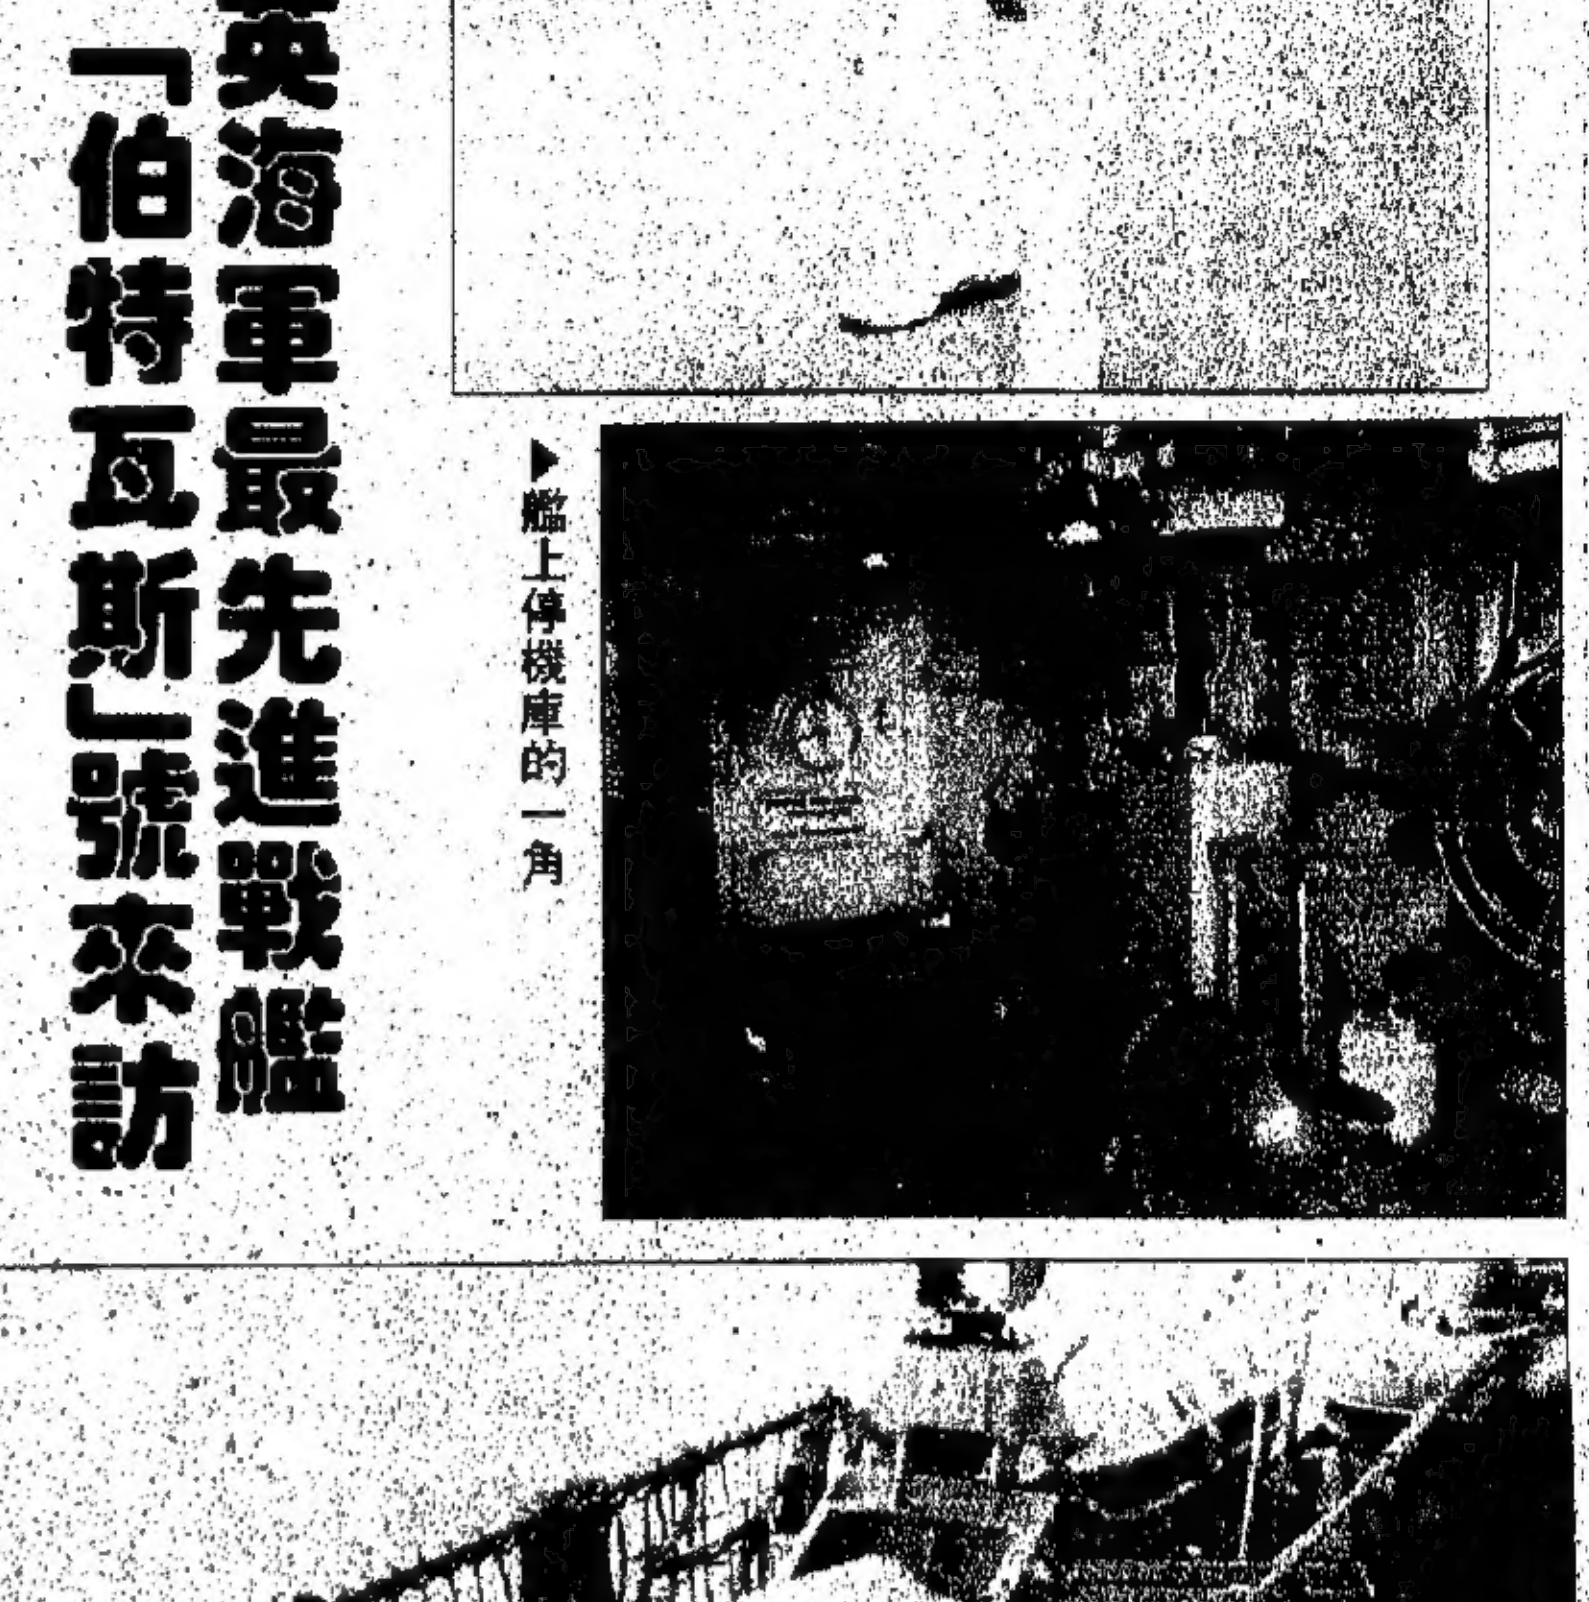 英海軍最先進戰艦
「伯特瓦斯」號來訪
▶艦上停機庫的一角